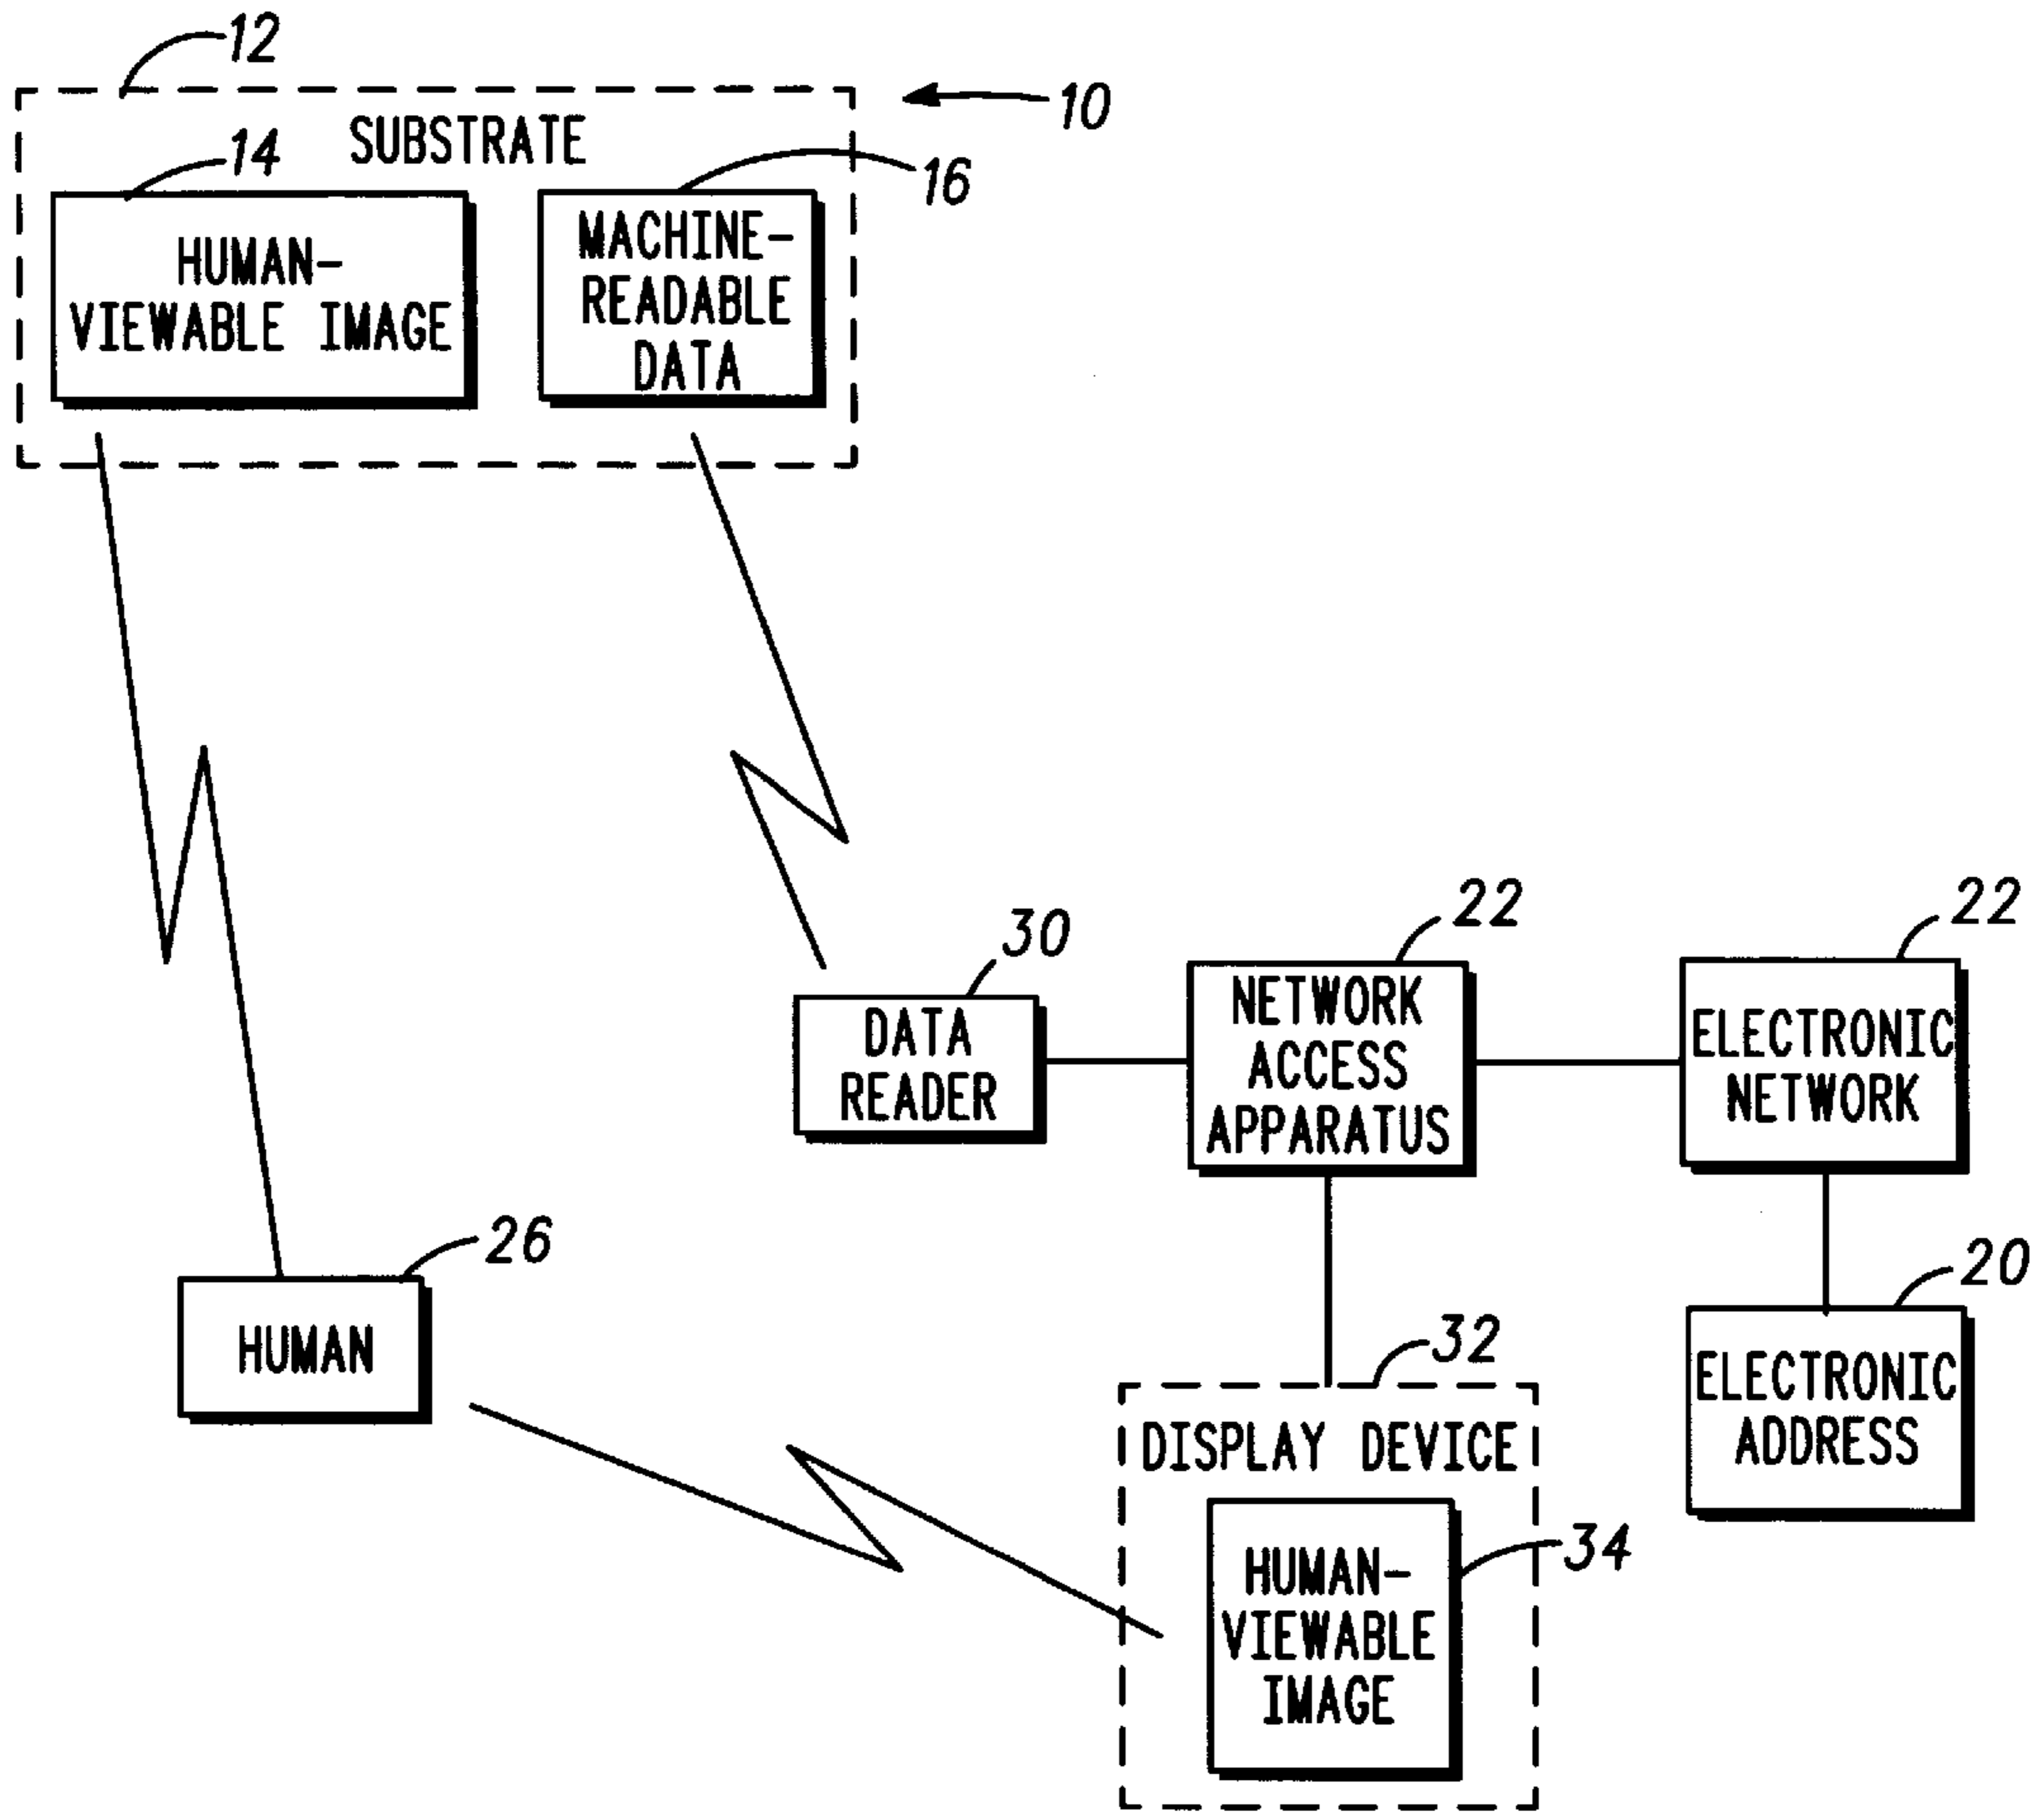 12
10
SUBSTRATE
14
16
HUMAN-
VIEWABLE IMAGE
MACHINE-
READABLE
DATA
30
22
22
DATA
READER
NETWORK
ACCESS
APPARATUS
ELECTRONIC
NETWORK
26
HUMAN
20
ELECTRONIC
ADDRESS
32
DISPLAY DEVICE
34
HUMAN-
VIEWABLE
IMAGE